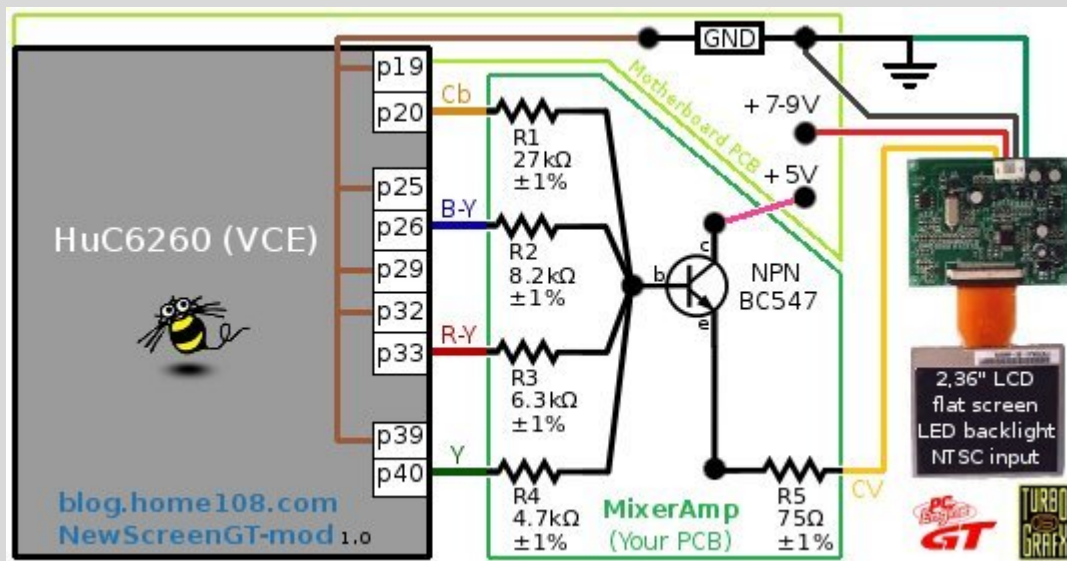 p19
p20
p25
p26
p29
p32
p33
p39
p40
HuC6260 (VCE)
blog.home108.com
NewScreenGT-mod 1.0
Cb
B-Y
R-Y
Y
R1
27kΩ
±1%
R2
8.2kΩ
±1%
R3
6.3kΩ
±1%
R4
4.7kΩ
±1%
Motherboard PCB
GND
+7-9V
+5V
c
b
e
NPN
BC547
MixerAmp
(Your PCB)
R5
75Ω
±1%
CV
2,36" LCD
flat screen
LED backlight
NTSC input
PC Engine
GT
TURBO
GRAFX